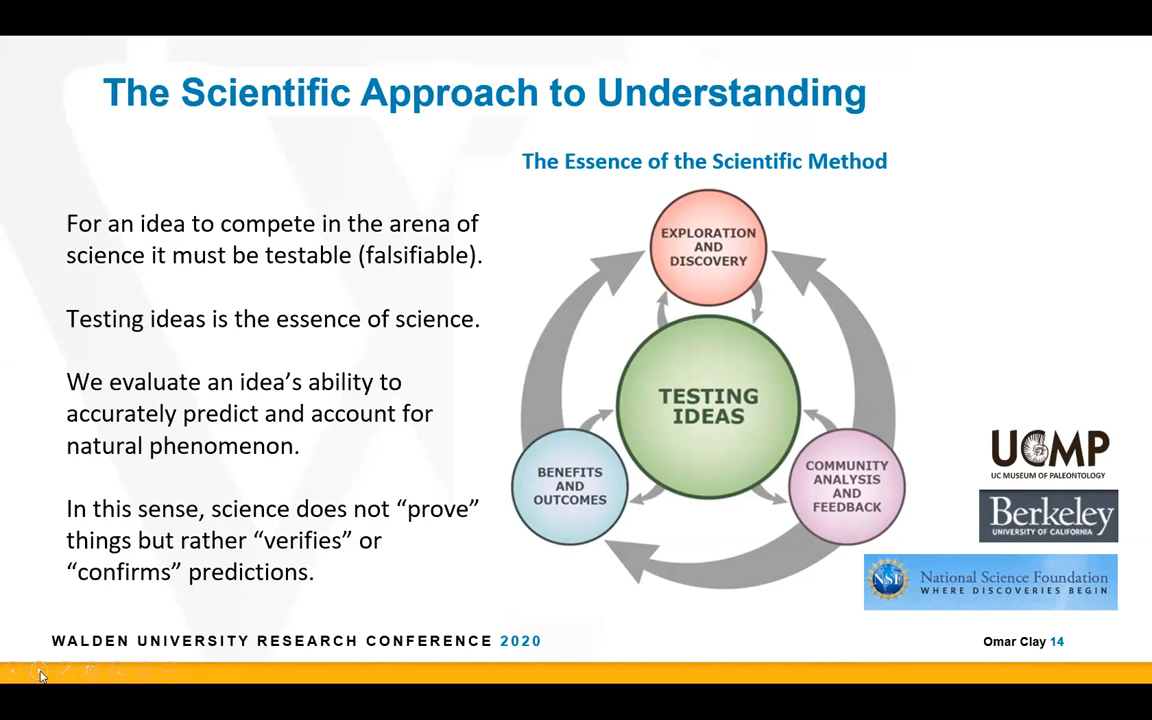 The Scientific Approach to Understanding
The Essence of the Scientific Method
For an idea to compete in the arena of
science it must be testable (falsifiable).
Testing ideas is the essence of science.
We evaluate an idea’s ability to
accurately predict and account for
natural phenomenon.
In this sense, science does not “prove”
things but rather “verifies” or
“confirms” predictions.
EXPLORATION
AND
DISCOVERY
TESTING
IDEAS
BENEFITS
AND
OUTCOMES
COMMUNITY
ANALYSIS
AND
FEEDBACK
UCMP
UC MUSEUM OF PALEONTOLOGY
Berkeley
UNIVERSITY OF CALIFORNIA
NSF
National Science Foundation
WHERE DISCOVERIES BEGIN
WALDEN UNIVERSITY RESEARCH CONFERENCE 2020
Omar Clay 14